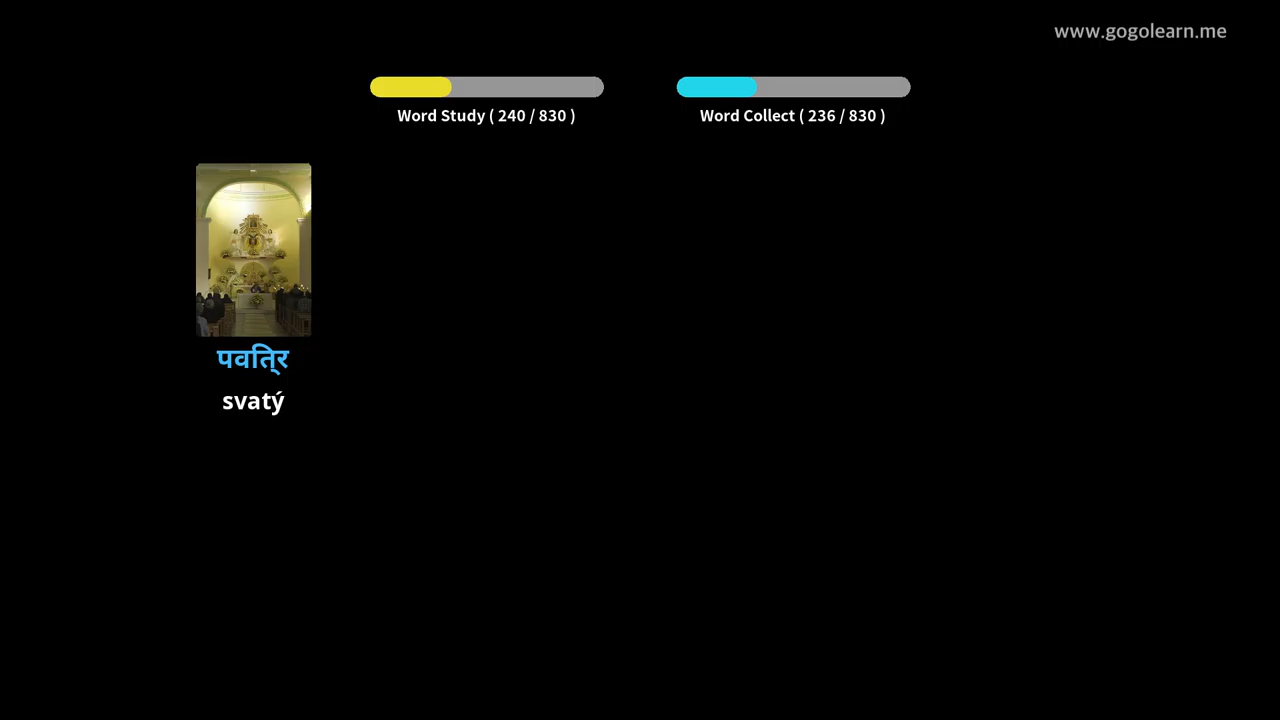 www.gogolearn.me
Word Study ( 240 / 830 )
Word Collect ( 236 / 830 )
पवित्र
svatý